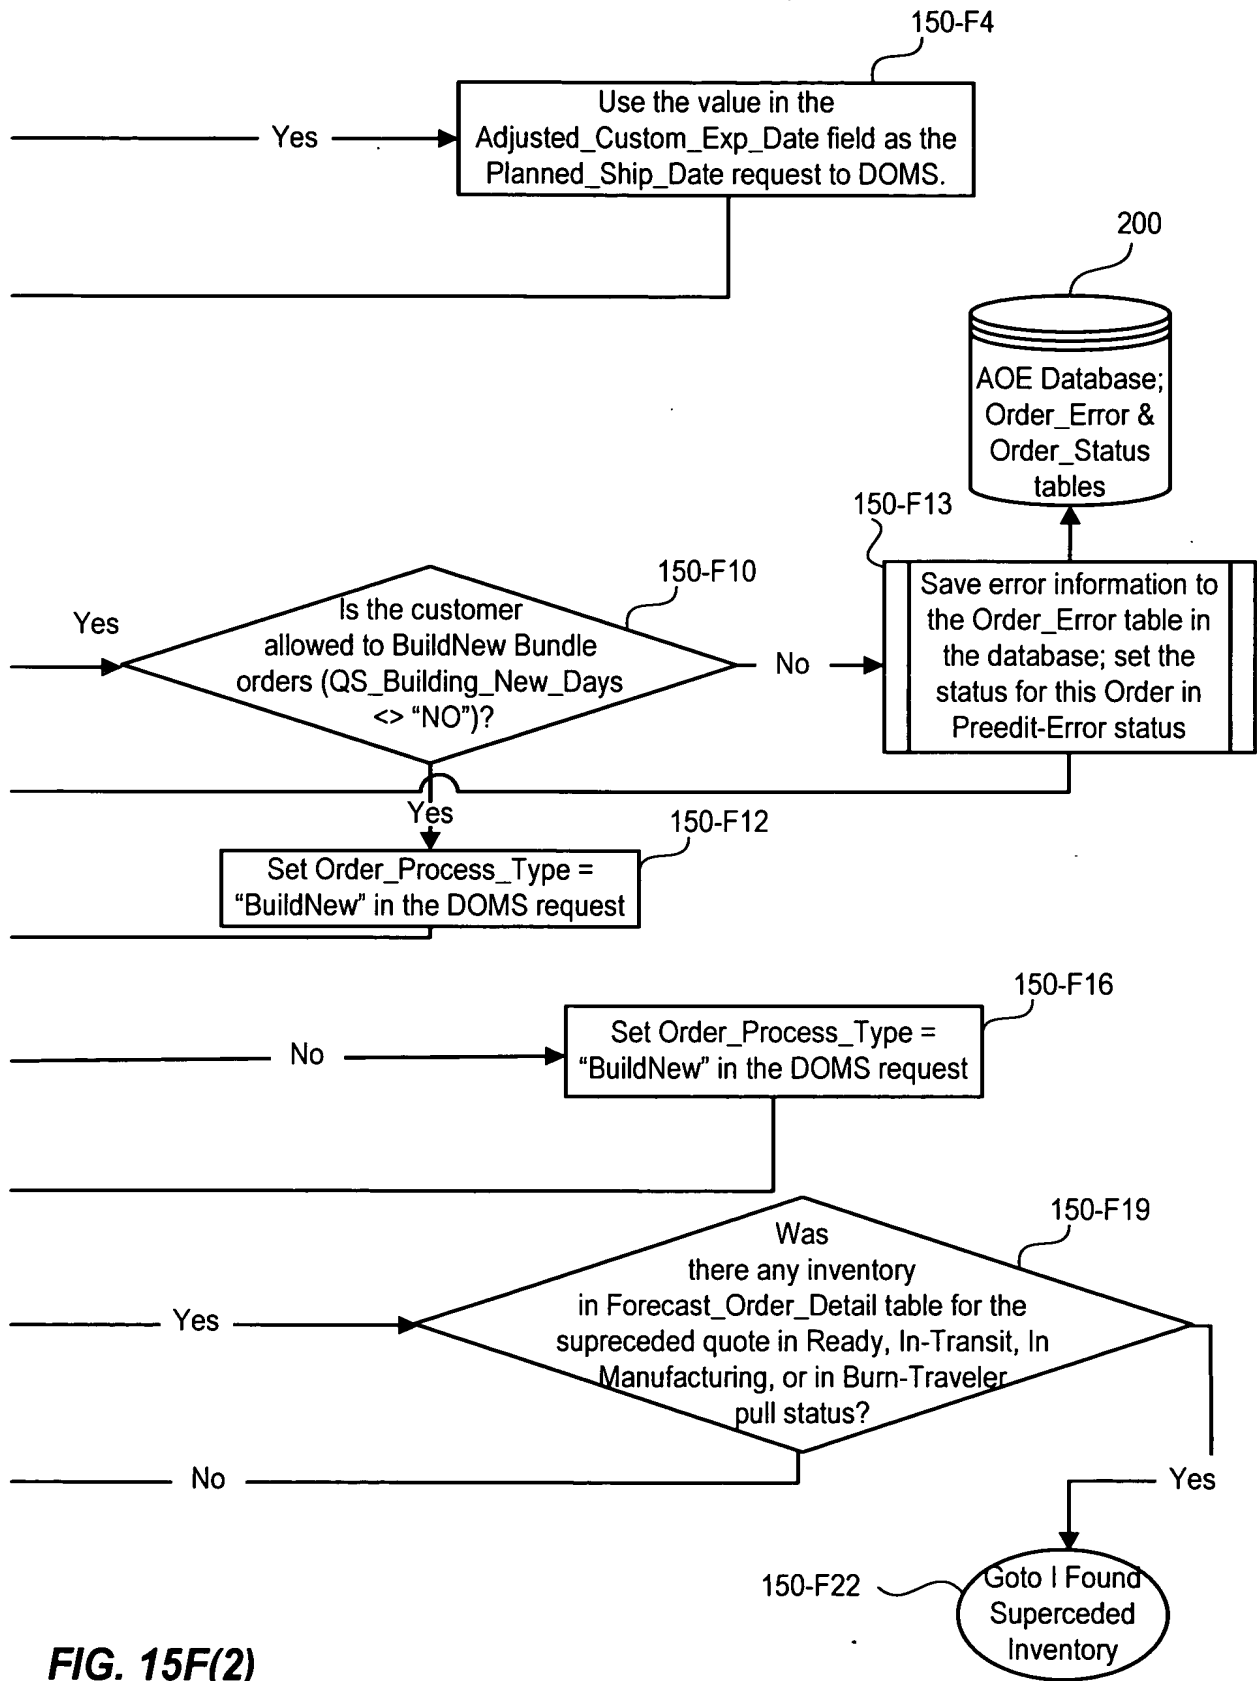 150-F4
Use the value in the
Adjusted_Custom_Exp_Date field as the
Planned_Ship_Date request to DOMS.
Yes
200
AOE Database;
Order_Error &
Order_Status
tables
150-F13
Save error information to
the Order_Error table in
the database; set the
status for this Order in
Preedit-Error status
150-F10
Is the customer
allowed to BuildNew Bundle
orders (QS_Building_New_Days
<> “NO”)?
Yes
No
Yes
150-F12
Set Order_Process_Type =
“BuildNew” in the DOMS request
150-F16
No
Set Order_Process_Type =
“BuildNew” in the DOMS request
150-F19
Was
there any inventory
in Forecast_Order_Detail table for the
supreceded quote in Ready, In-Transit, In
Manufacturing, or in Burn-Traveler
pull status?
Yes
No
Yes
150-F22
Goto I Found
Superceded
Inventory
FIG. 15F(2)